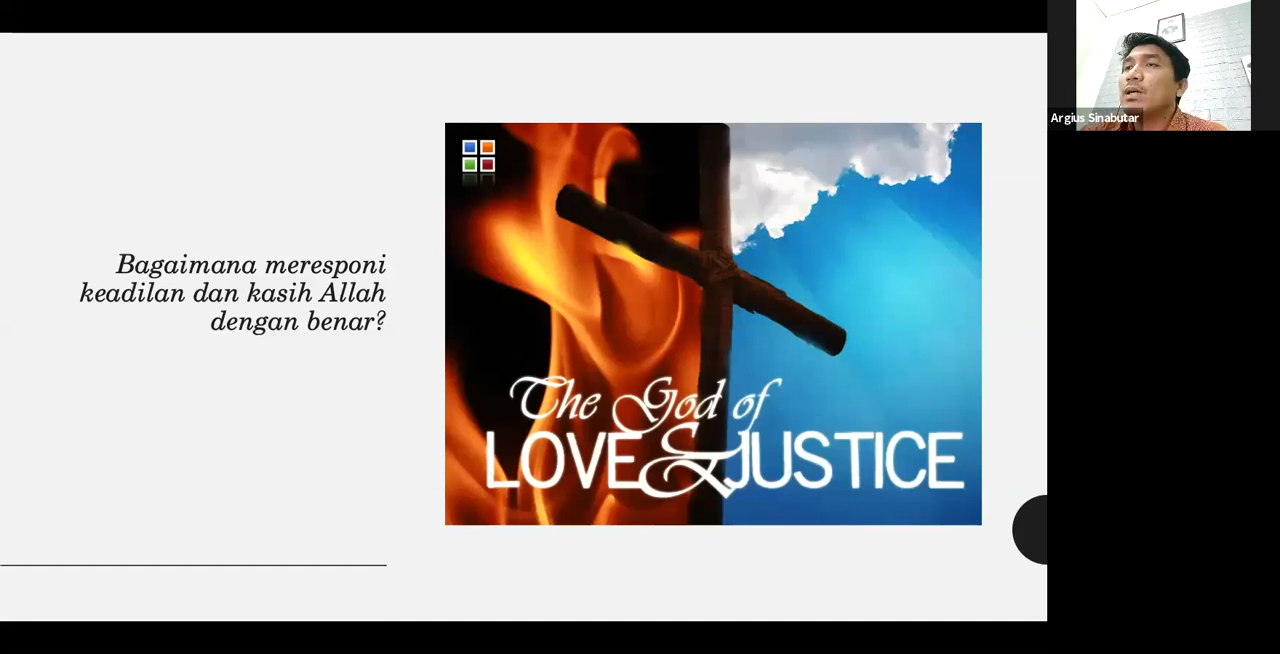 Bagaimana meresponi
keadilan dan kasih Allah
dengan benar?
The God of
LOVE & JUSTICE
Argius Sinabutar